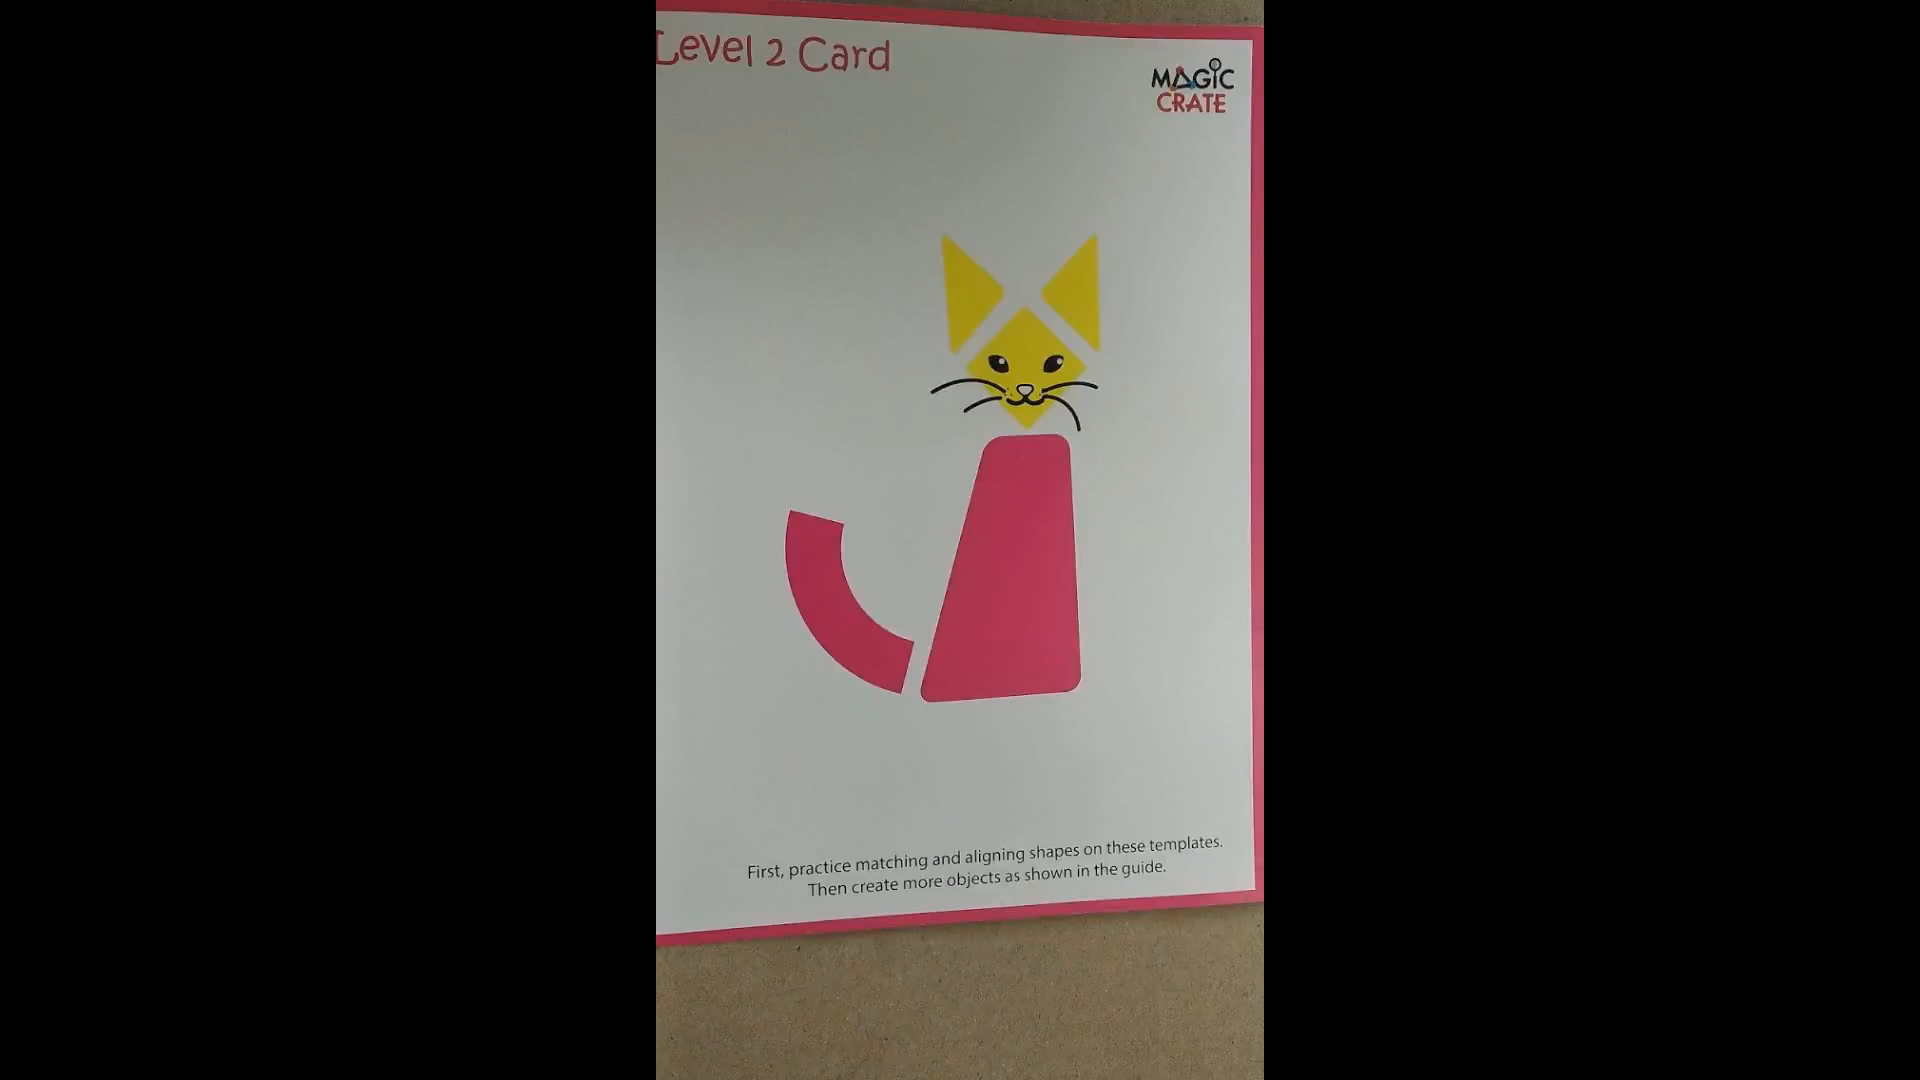 Level 2 Card
MAGIC
CRATE
First, practice matching and aligning shapes on these templates.
Then create more objects as shown in the guide.